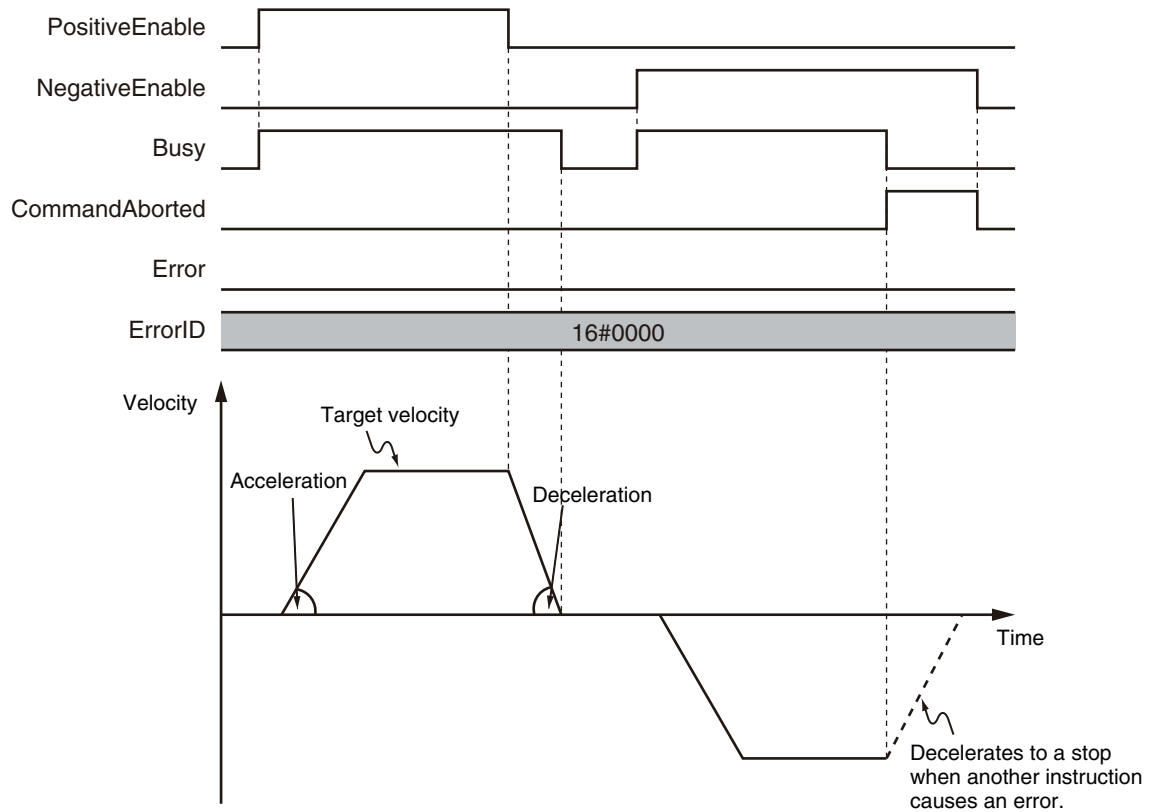 PositiveEnable
NegativeEnable
Busy
CommandAborted
Error
ErrorID
16#0000
Velocity
Target velocity
Acceleration
Deceleration
Time
Decelerates to a stop
when another instruction
causes an error.